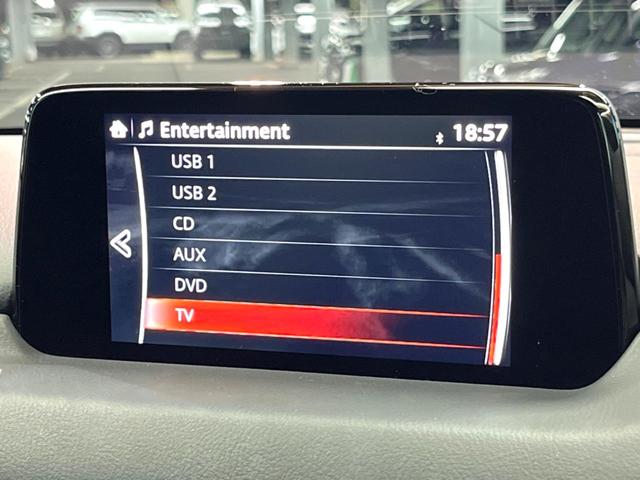 Entertainment 18:57
USB 1
USB 2
CD
AUX
DVD
TV